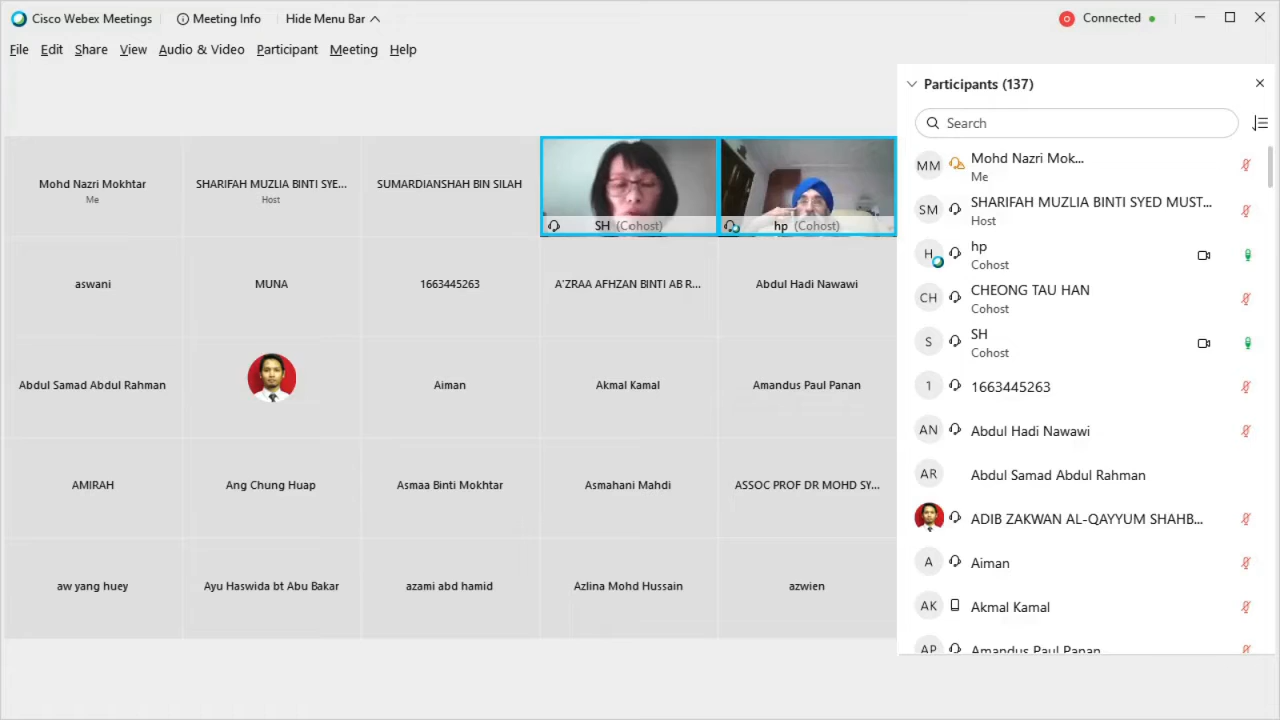 Cisco Webex Meetings
Meeting Info
Hide Menu Bar
Connected
File Edit Share View Audio & Video Participant Meeting Help
Mohd Nazri Mokhtar
Me
SHARIFAH MUZLIA BINTI SYE...
Host
SUMARDIANSHAH BIN SILAH
SH (Cohost)
hp (Cohost)
aswani
MUNA
1663445263
A'ZRAA AFHZAN BINTI AB R...
Abdul Hadi Nawawi
Abdul Samad Abdul Rahman
Aiman
Akmal Kamal
Amandus Paul Panan
AMIRAH
Ang Chung Huap
Asmaa Binti Mokhtar
Asmahani Mahdi
ASSOC PROF DR MOHD SY...
aw yang huey
Ayu Haswida bt Abu Bakar
azami abd hamid
Azlina Mohd Hussain
azwien
Participants (137)
Search
MM
Mohd Nazri Mok...
Me
SM
SHARIFAH MUZLIA BINTI SYED MUST...
Host
H
hp
Cohost
CH
CHEONG TAU HAN
Cohost
S
SH
Cohost
1
1663445263
AN
Abdul Hadi Nawawi
AR
Abdul Samad Abdul Rahman
ADIB ZAKWAN AL-QAYYUM SHAHB...
A
Aiman
AK
Akmal Kamal
AP
Amandus Paul Panan